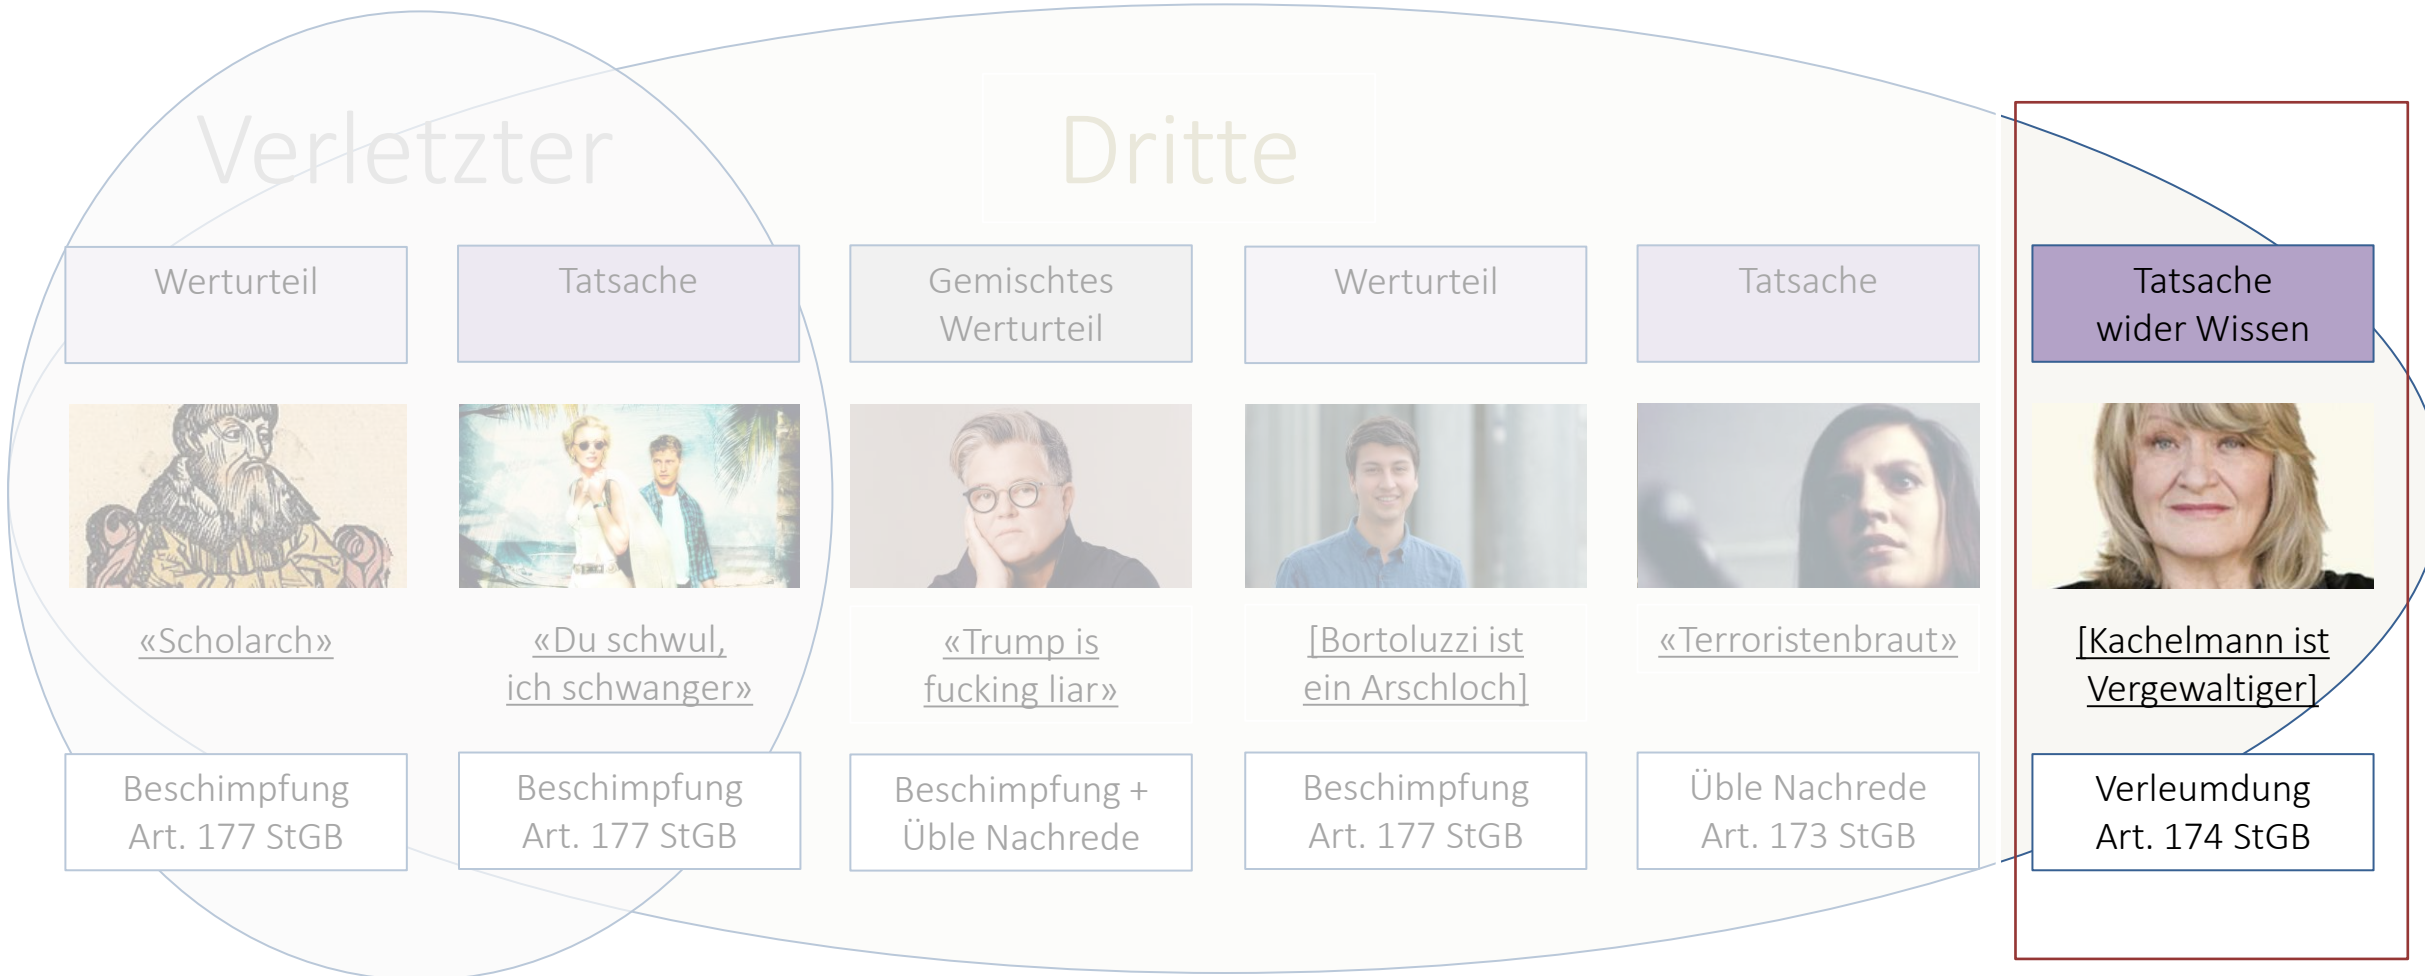 Verletzter
Dritte
Werturteil
Tatsache
Gemischtes
Werturteil
Werturteil
Tatsache
Tatsache
wider Wissen
«Scholarch»
«Du schwul,
ich schwanger»
«Trump is
fucking liar»
[Bortoluzzi ist
ein Arschloch]
«Terroristenbraut»
[Kachelmann ist
Vergewaltiger]
Beschimpfung
Art. 177 StGB
Beschimpfung
Art. 177 StGB
Beschimpfung +
Üble Nachrede
Beschimpfung
Art. 177 StGB
Üble Nachrede
Art. 173 StGB
Verleumdung
Art. 174 StGB